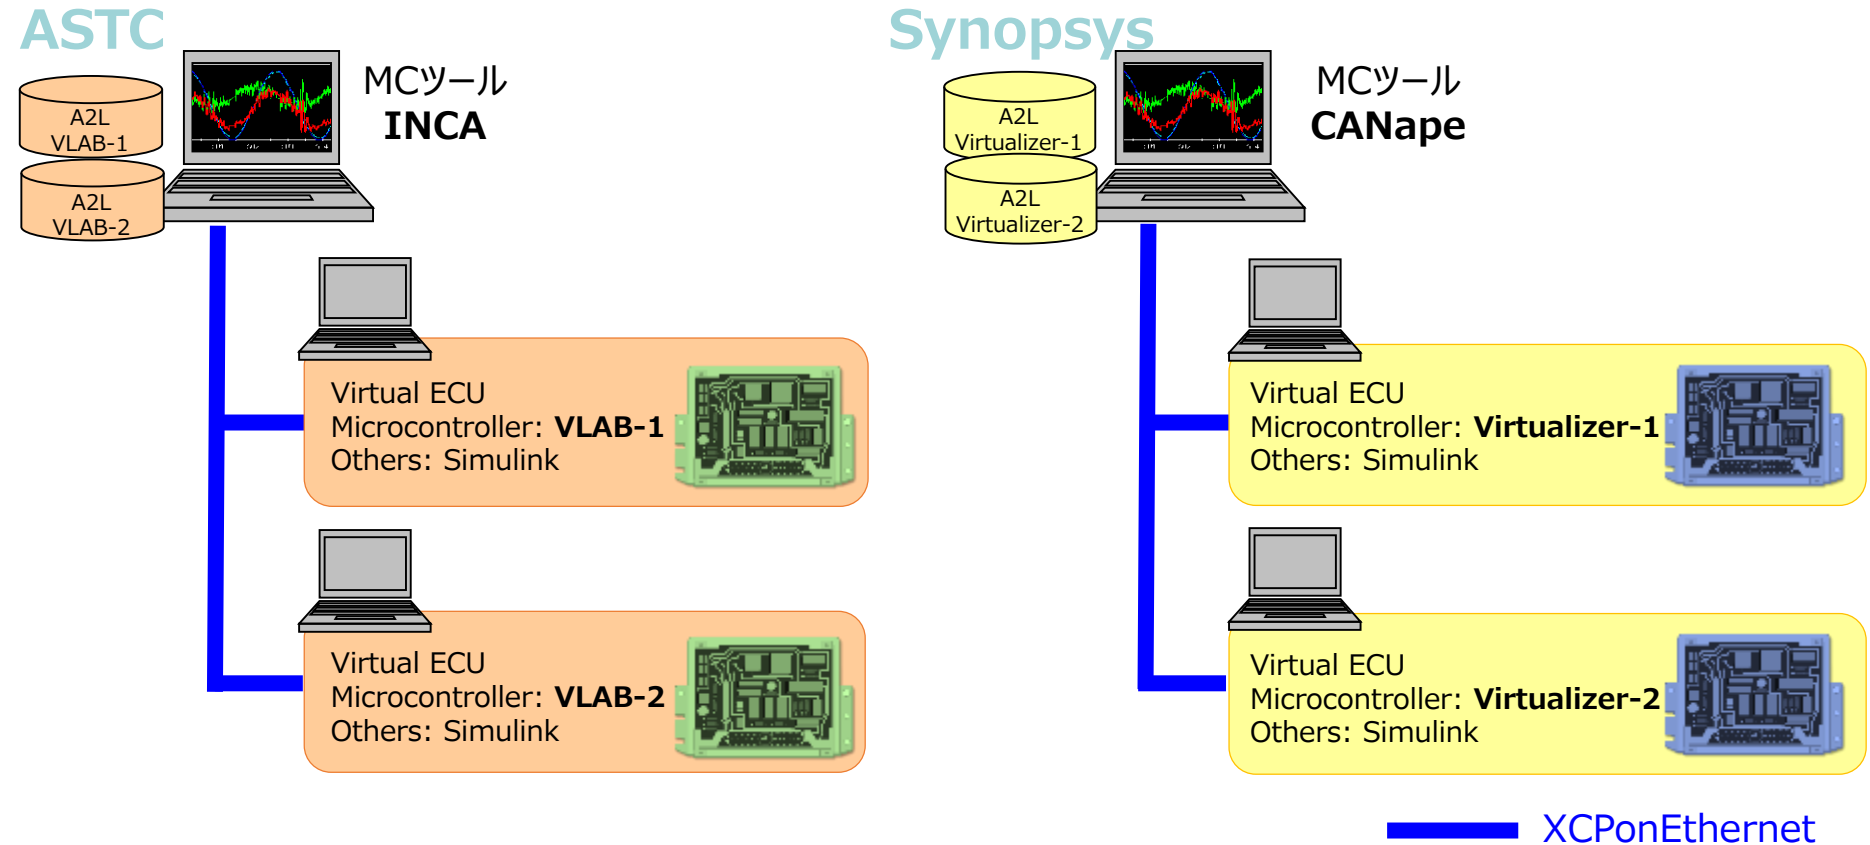 ASTC
MCツール
INCA
A2L
VLAB-1
A2L
VLAB-2
Virtual ECU
Microcontroller: VLAB-1
Others: Simulink
Virtual ECU
Microcontroller: VLAB-2
Others: Simulink
Synopsys
MCツール
CANape
A2L
Virtualizer-1
A2L
Virtualizer-2
Virtual ECU
Microcontroller: Virtualizer-1
Others: Simulink
Virtual ECU
Microcontroller: Virtualizer-2
Others: Simulink
XCPonEthernet